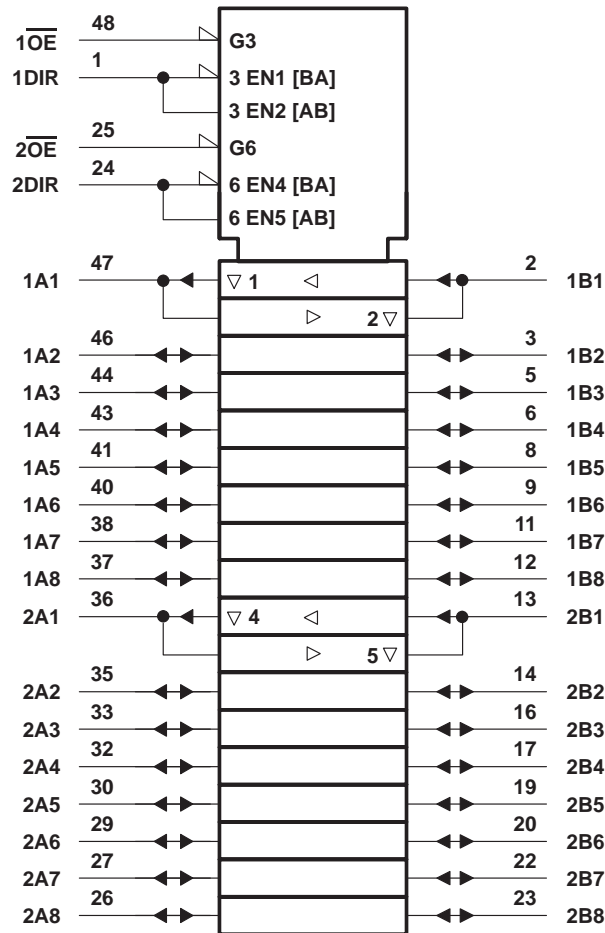 1OE 48 G3
1DIR 1 3 EN1 [BA]
3 EN2 [AB]
2OE 25 G6
2DIR 24 6 EN4 [BA]
6 EN5 [AB]
1A1 47 ▽ 1 ◁ 2 1B1
▷ 2 ▽
1A2 46 3 1B2
1A3 44 5 1B3
1A4 43 6 1B4
1A5 41 8 1B5
1A6 40 9 1B6
1A7 38 11 1B7
1A8 37 12 1B8
2A1 36 ▽ 4 ◁ 13 2B1
▷ 5 ▽
2A2 35 14 2B2
2A3 33 16 2B3
2A4 32 17 2B4
2A5 30 19 2B5
2A6 29 20 2B6
2A7 27 22 2B7
2A8 26 23 2B8